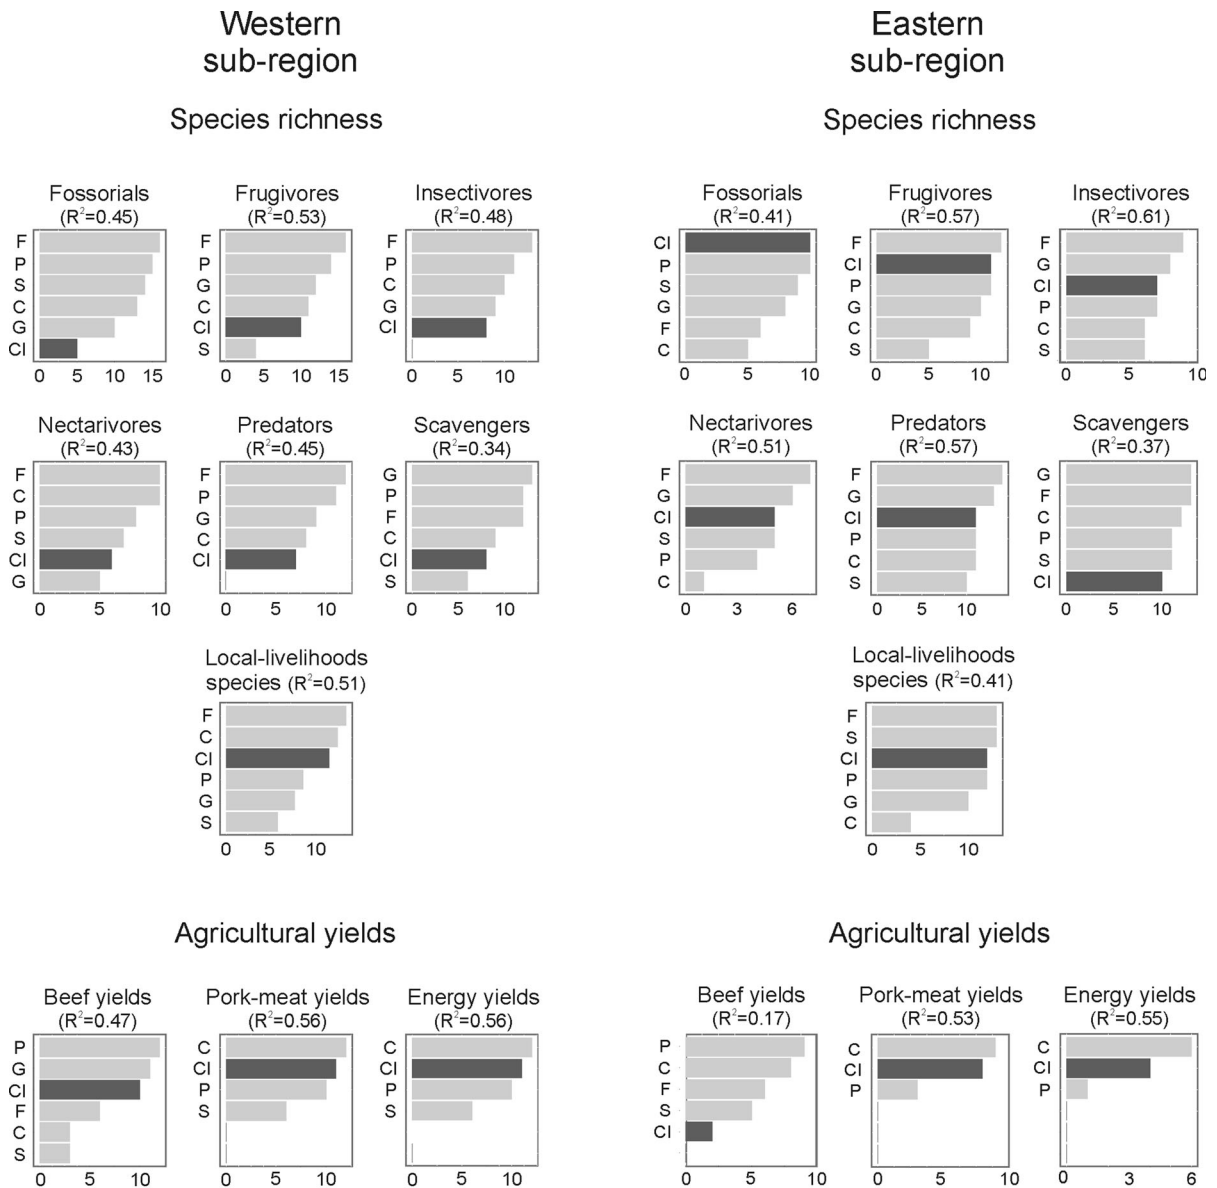 Western
sub-region
Eastern
sub-region
Species richness
Species richness
Fossorials
(R²=0.45)
F
P
S
C
G
CI
0 5 10 15
Frugivores
(R²=0.53)
F
P
G
C
CI
S
0 5 10 15
Insectivores
(R²=0.48)
F
P
C
G
CI
0 5 10
Fossorials
(R²=0.41)
CI
P
S
G
F
C
0 5 10
Frugivores
(R²=0.57)
F
CI
P
G
C
S
0 5 10
Insectivores
(R²=0.61)
F
G
CI
P
C
S
0 5 10
Nectarivores
(R²=0.43)
F
C
P
S
CI
G
0 5 10
Predators
(R²=0.45)
F
P
G
C
CI
0 5 10
Scavengers
(R²=0.34)
G
P
F
C
CI
S
0 5 10
Nectarivores
(R²=0.51)
F
G
CI
S
P
C
0 3 6
Predators
(R²=0.57)
F
G
CI
P
C
S
0 5 10
Scavengers
(R²=0.37)
G
F
C
P
S
CI
0 5 10
Local-livelihoods
species (R²=0.51)
F
C
CI
P
G
S
0 5 10
Local-livelihoods
species (R²=0.41)
F
S
CI
P
G
C
0 5 10
Agricultural yields
Agricultural yields
Beef yields
(R²=0.47)
P
G
CI
F
C
S
0 5 10
Pork-meat yields
(R²=0.56)
C
CI
P
S
0 5 10
Energy yields
(R²=0.56)
C
CI
P
S
0 5 10
Beef yields
(R²=0.17)
P
C
F
S
CI
0 5 10
Pork-meat yields
(R²=0.53)
C
CI
P
0 5 10
Energy yields
(R²=0.55)
C
CI
P
0 3 6